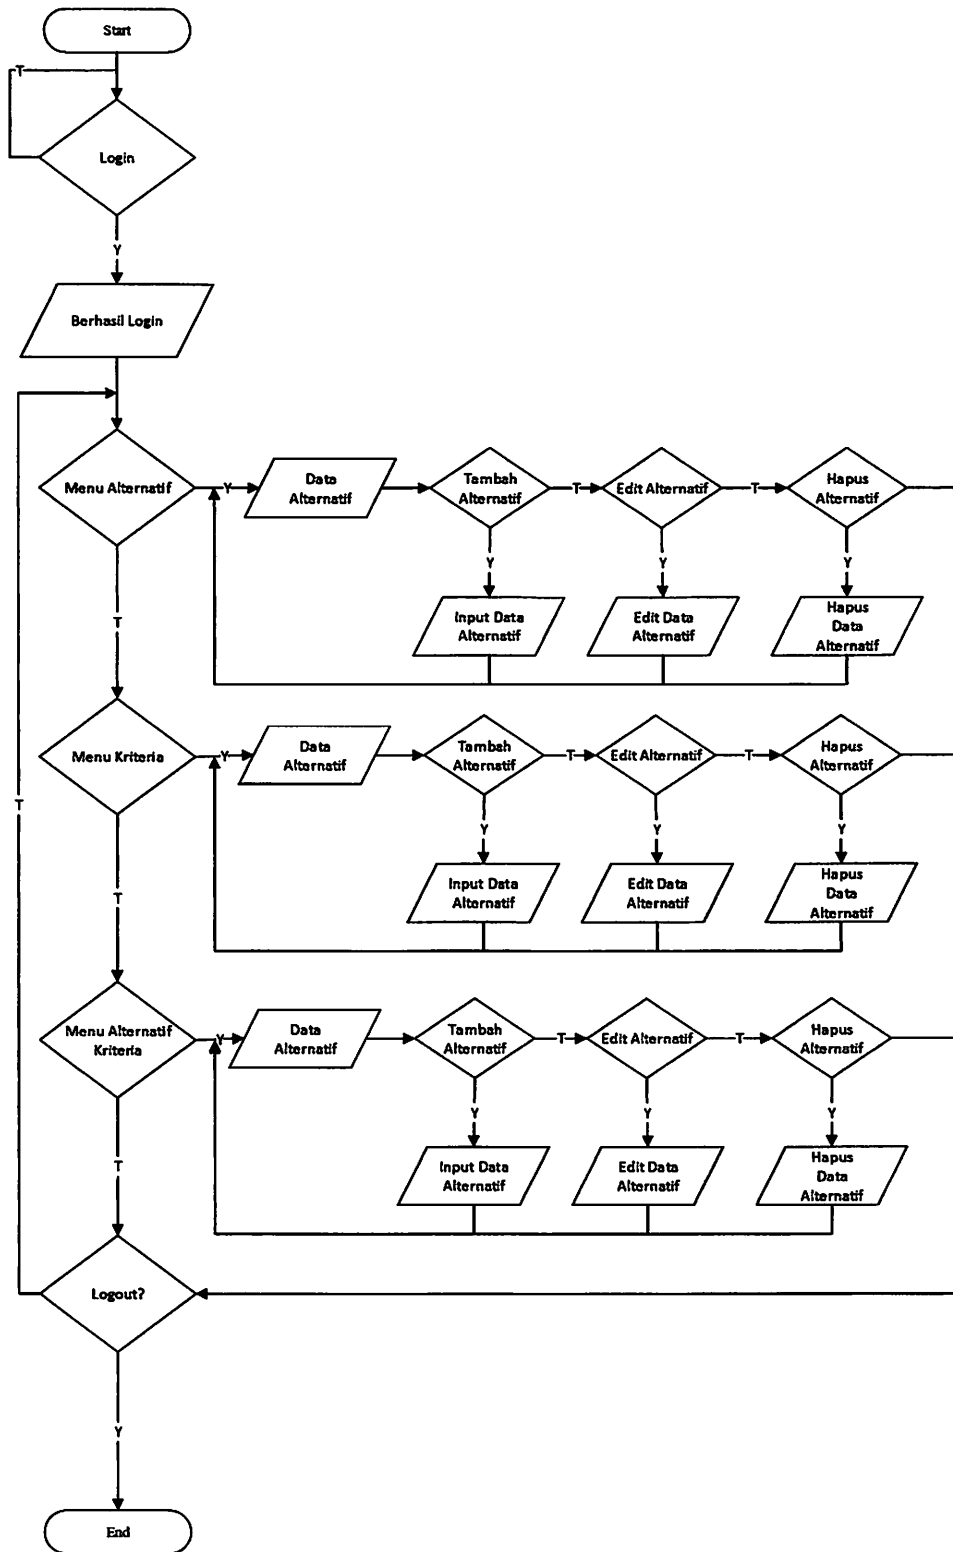 Start
T
Login
Y
Berhasil Login
Menu Alternatif
Y
Data
Alternatif
Tambah
Alternatif
T
Edit Alternatif
T
Hapus
Alternatif
Y
Y
Y
Input Data
Alternatif
Edit Data
Alternatif
Hapus
Data
Alternatif
T
Menu Kriteria
Y
Data
Alternatif
Tambah
Alternatif
T
Edit Alternatif
T
Hapus
Alternatif
T
Y
Y
Y
Input Data
Alternatif
Edit Data
Alternatif
Hapus
Data
Alternatif
T
Menu Alternatif
Kriteria
Y
Data
Alternatif
Tambah
Alternatif
T
Edit Alternatif
T
Hapus
Alternatif
Y
Y
Y
Input Data
Alternatif
Edit Data
Alternatif
Hapus
Data
Alternatif
T
Logout?
Y
End